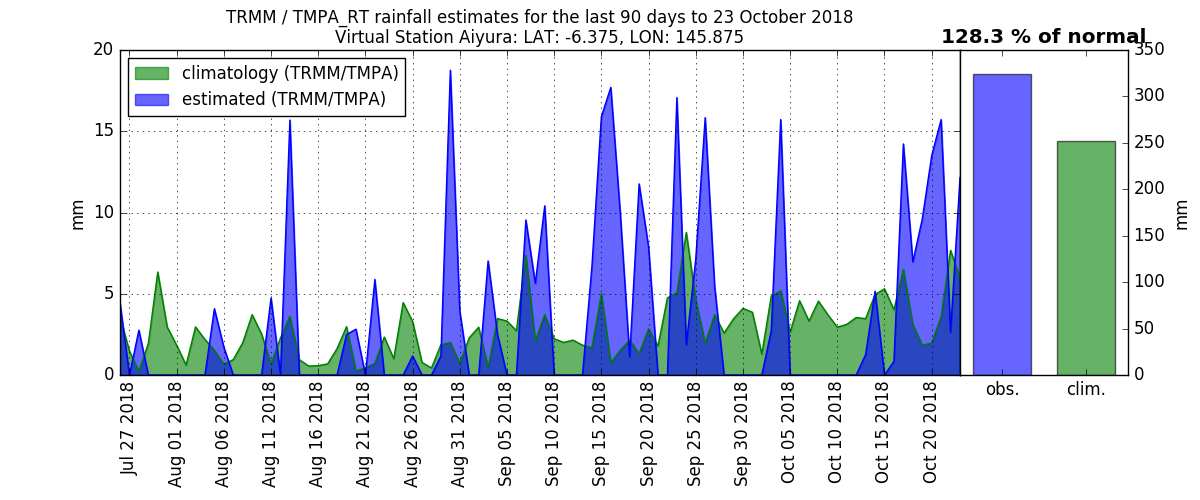 TRMM / TMPA_RT rainfall estimates for the last 90 days to 23 October 2018
Virtual Station Aiyura: LAT: -6.375, LON: 145.875
128.3 % of normal
climatology (TRMM/TMPA)
estimated (TRMM/TMPA)
20
15
10
5
0
mm
Jul 27 2018
Aug 01 2018
Aug 06 2018
Aug 11 2018
Aug 16 2018
Aug 21 2018
Aug 26 2018
Aug 31 2018
Sep 05 2018
Sep 10 2018
Sep 15 2018
Sep 20 2018
Sep 25 2018
Sep 30 2018
Oct 05 2018
Oct 10 2018
Oct 15 2018
Oct 20 2018
obs.
clim.
350
300
250
200
150
100
50
0
mm